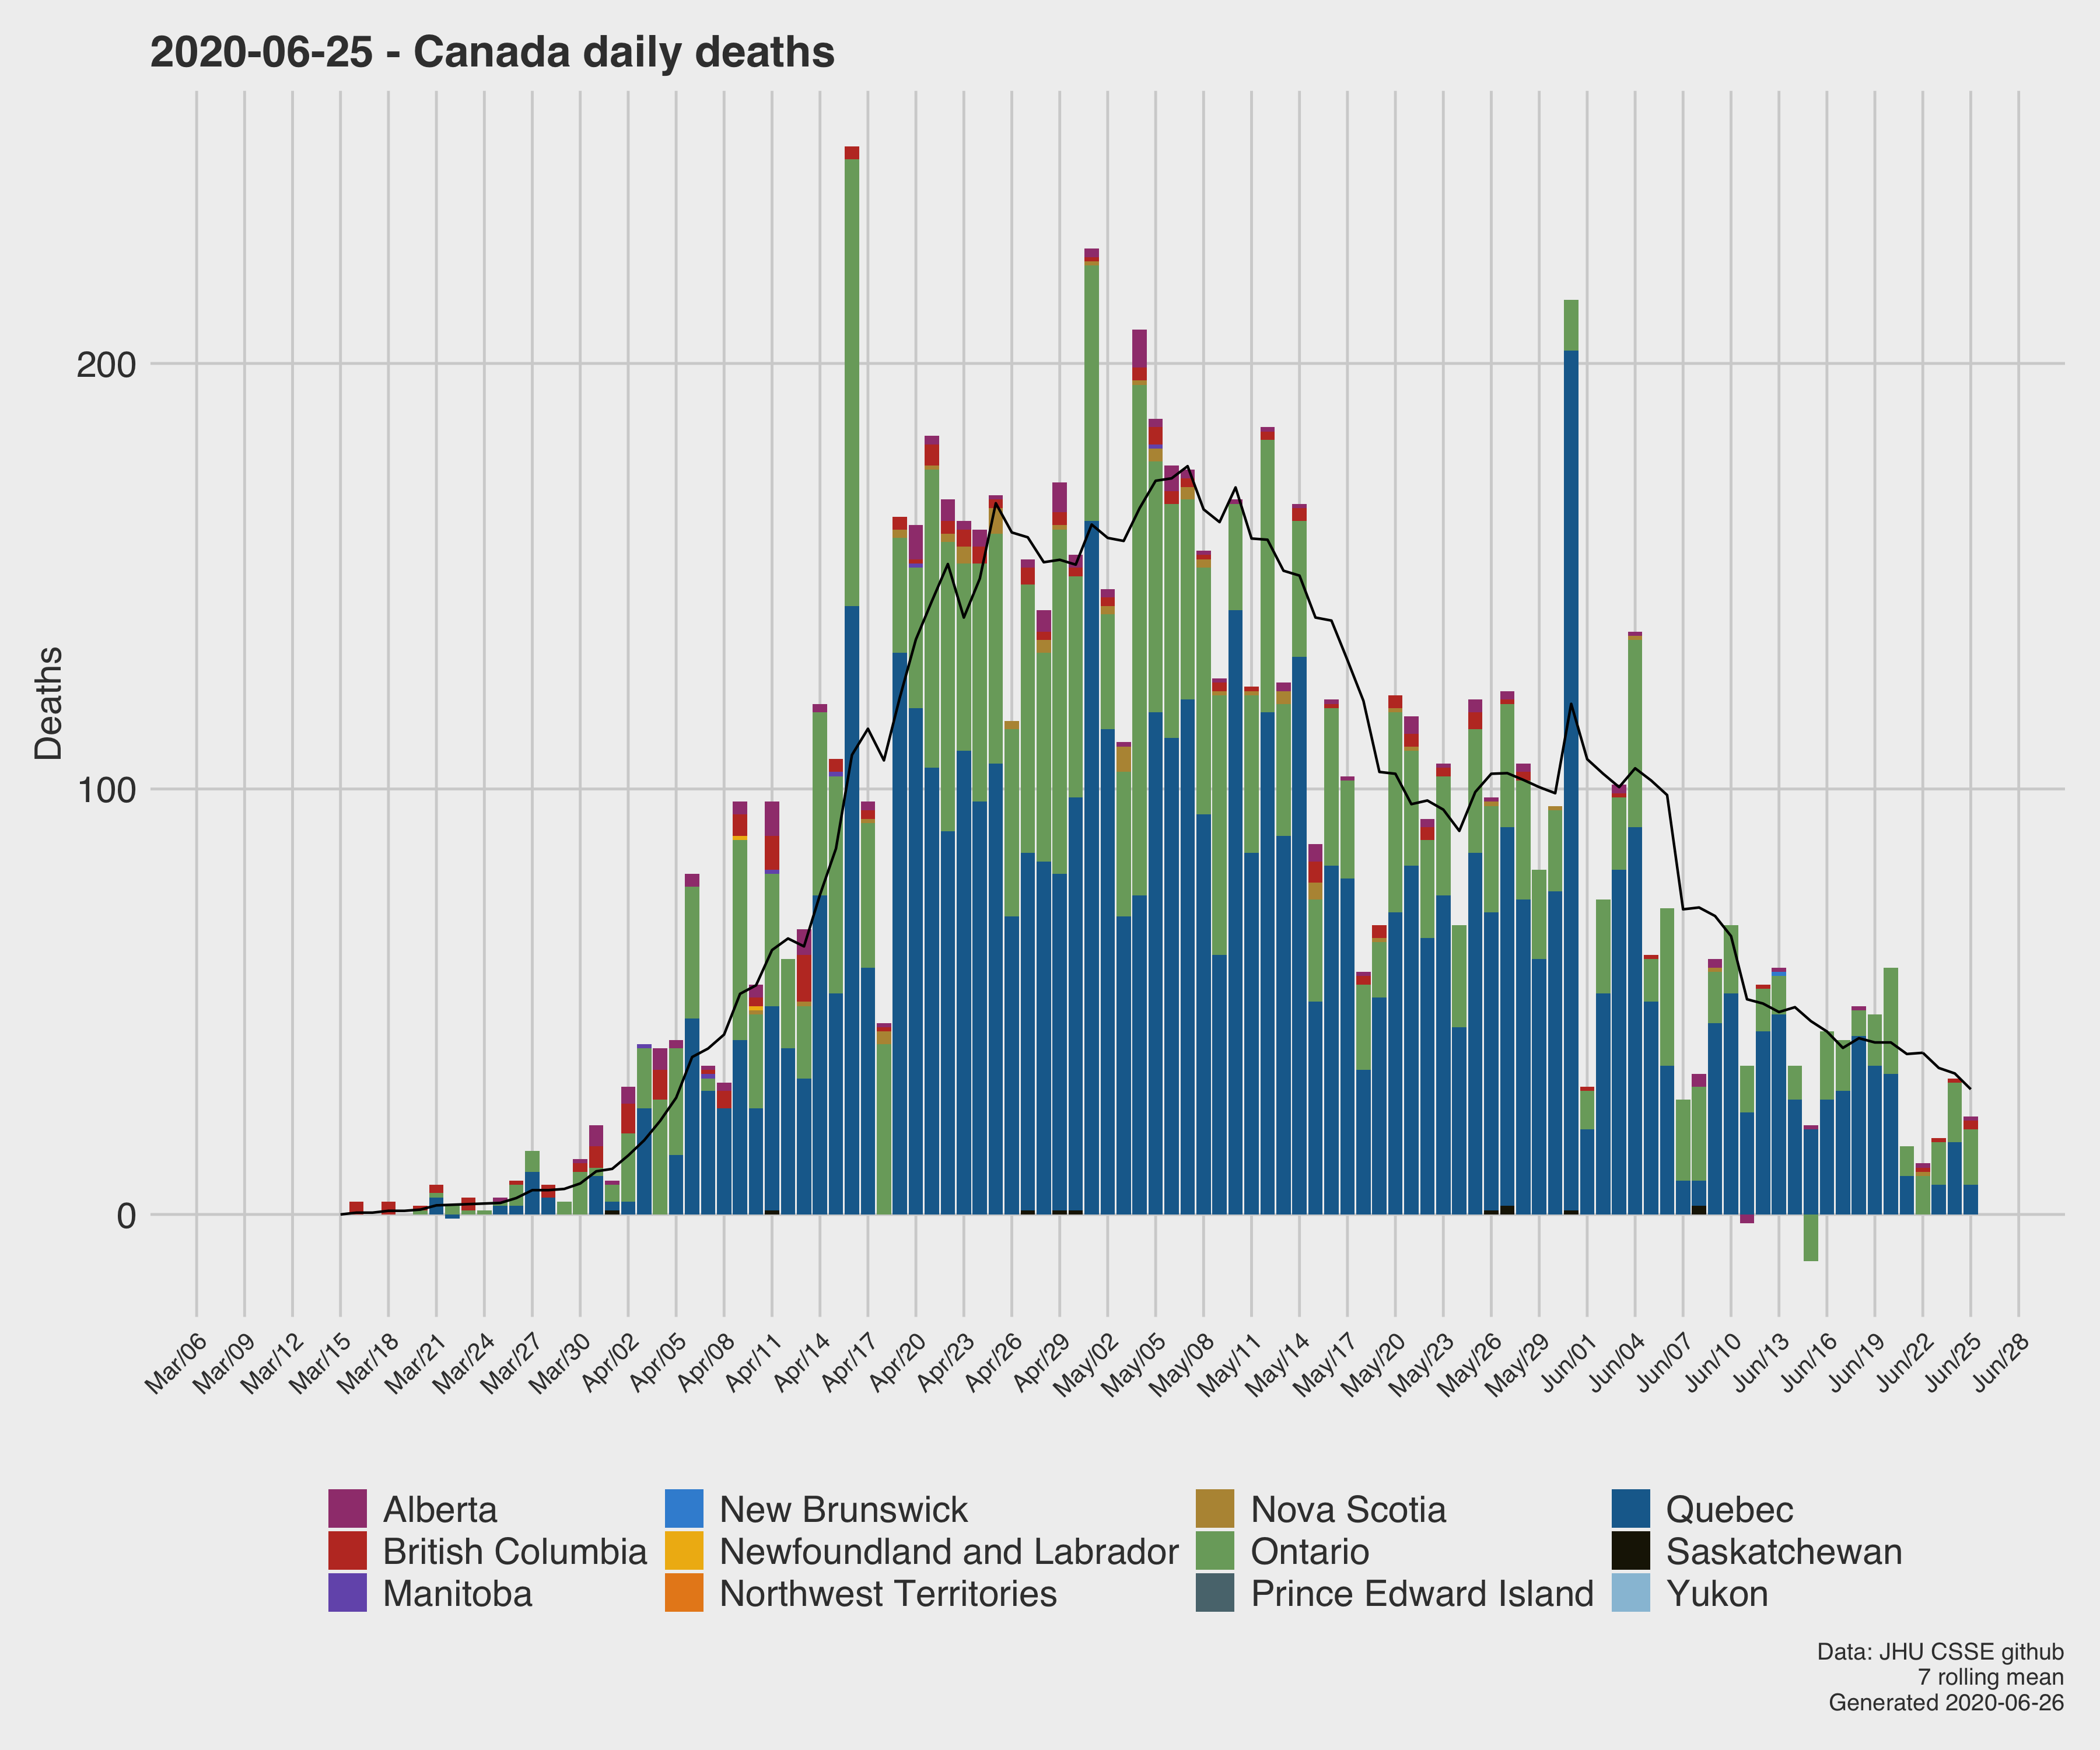 2020-06-25 - Canada daily deaths
Deaths
200
100
0
Mar/06 Mar/09 Mar/12 Mar/15 Mar/18 Mar/21 Mar/24 Mar/27 Mar/30 Apr/02 Apr/05 Apr/08 Apr/11 Apr/14 Apr/17 Apr/20 Apr/23 Apr/26 Apr/29 May/02 May/05 May/08 May/11 May/14 May/17 May/20 May/23 May/26 May/29 Jun/01 Jun/04 Jun/07 Jun/10 Jun/13 Jun/16 Jun/19 Jun/22 Jun/25 Jun/28
Alberta New Brunswick Nova Scotia Quebec
British Columbia Newfoundland and Labrador Ontario Saskatchewan
Manitoba Northwest Territories Prince Edward Island Yukon
Data: JHU CSSE github
7 rolling mean
Generated 2020-06-26